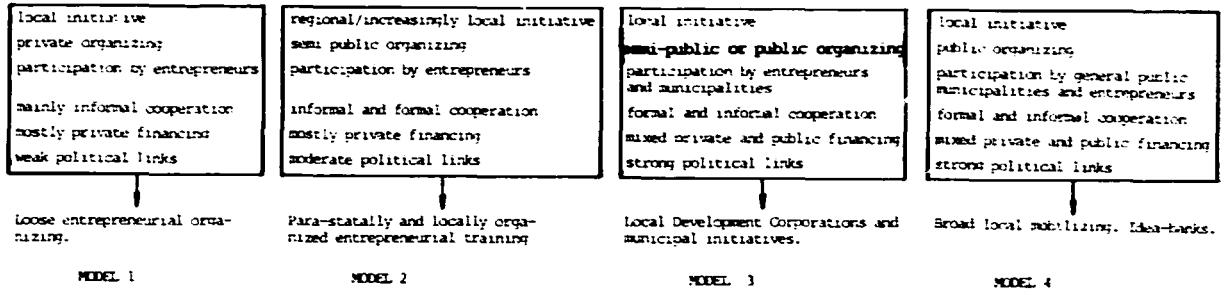 local initiative
private organizing
participation by entrepreneurs
mainly informal cooperation
mostly private financing
weak political links
Loose entrepreneurial orga-
nizing.
MODEL 1
regional/increasingly local initiative
semi public organizing
participation by entrepreneurs
informal and formal cooperation
mostly private financing
moderate political links
Para-statally and locally orga-
nized entrepreneurial training
MODEL 2
local initiative
semi-public or public organizing
participation by entrepreneurs
and municipalities
formal and informal cooperation
mixed private and public financing
strong political links
Local Development Corporations and
municipal initiatives.
MODEL 3
local initiative
public organizing
participation by general public
municipalities and entrepreneurs
formal and informal cooperation
mixed private and public financing
strong political links
Broad local mobilizing. Idea-banks.
MODEL 4